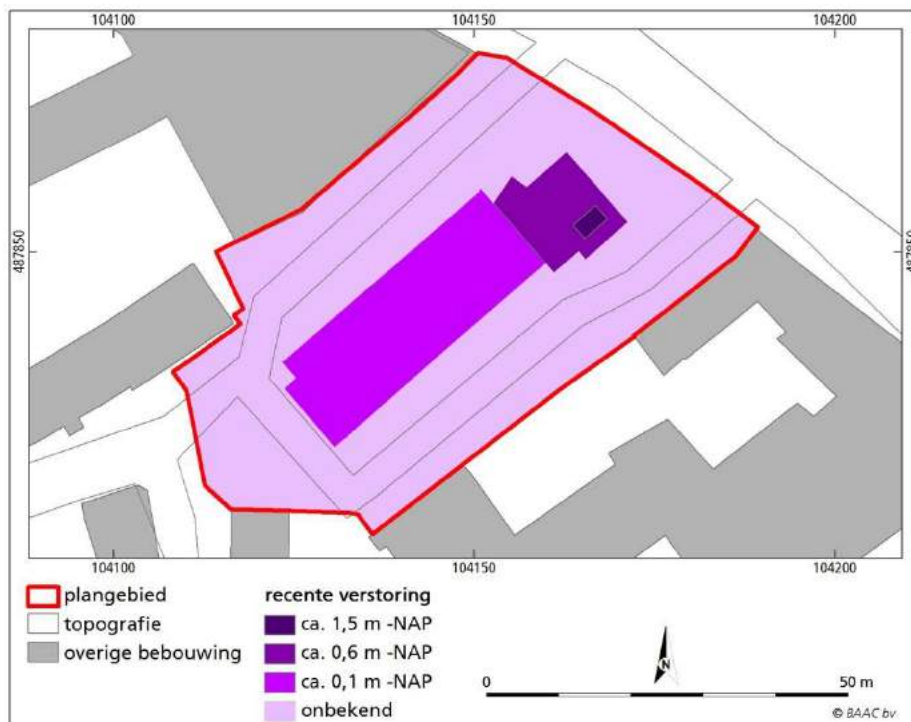 104100 104150 104200
487850 487850
104100 104150 104200
plangebied
topografie
overige bebouwing
recente verstoring
ca. 1,5 m -NAP
ca. 0,6 m -NAP
ca. 0,1 m -NAP
onbekend
N
0 50 m
© BAAC bv